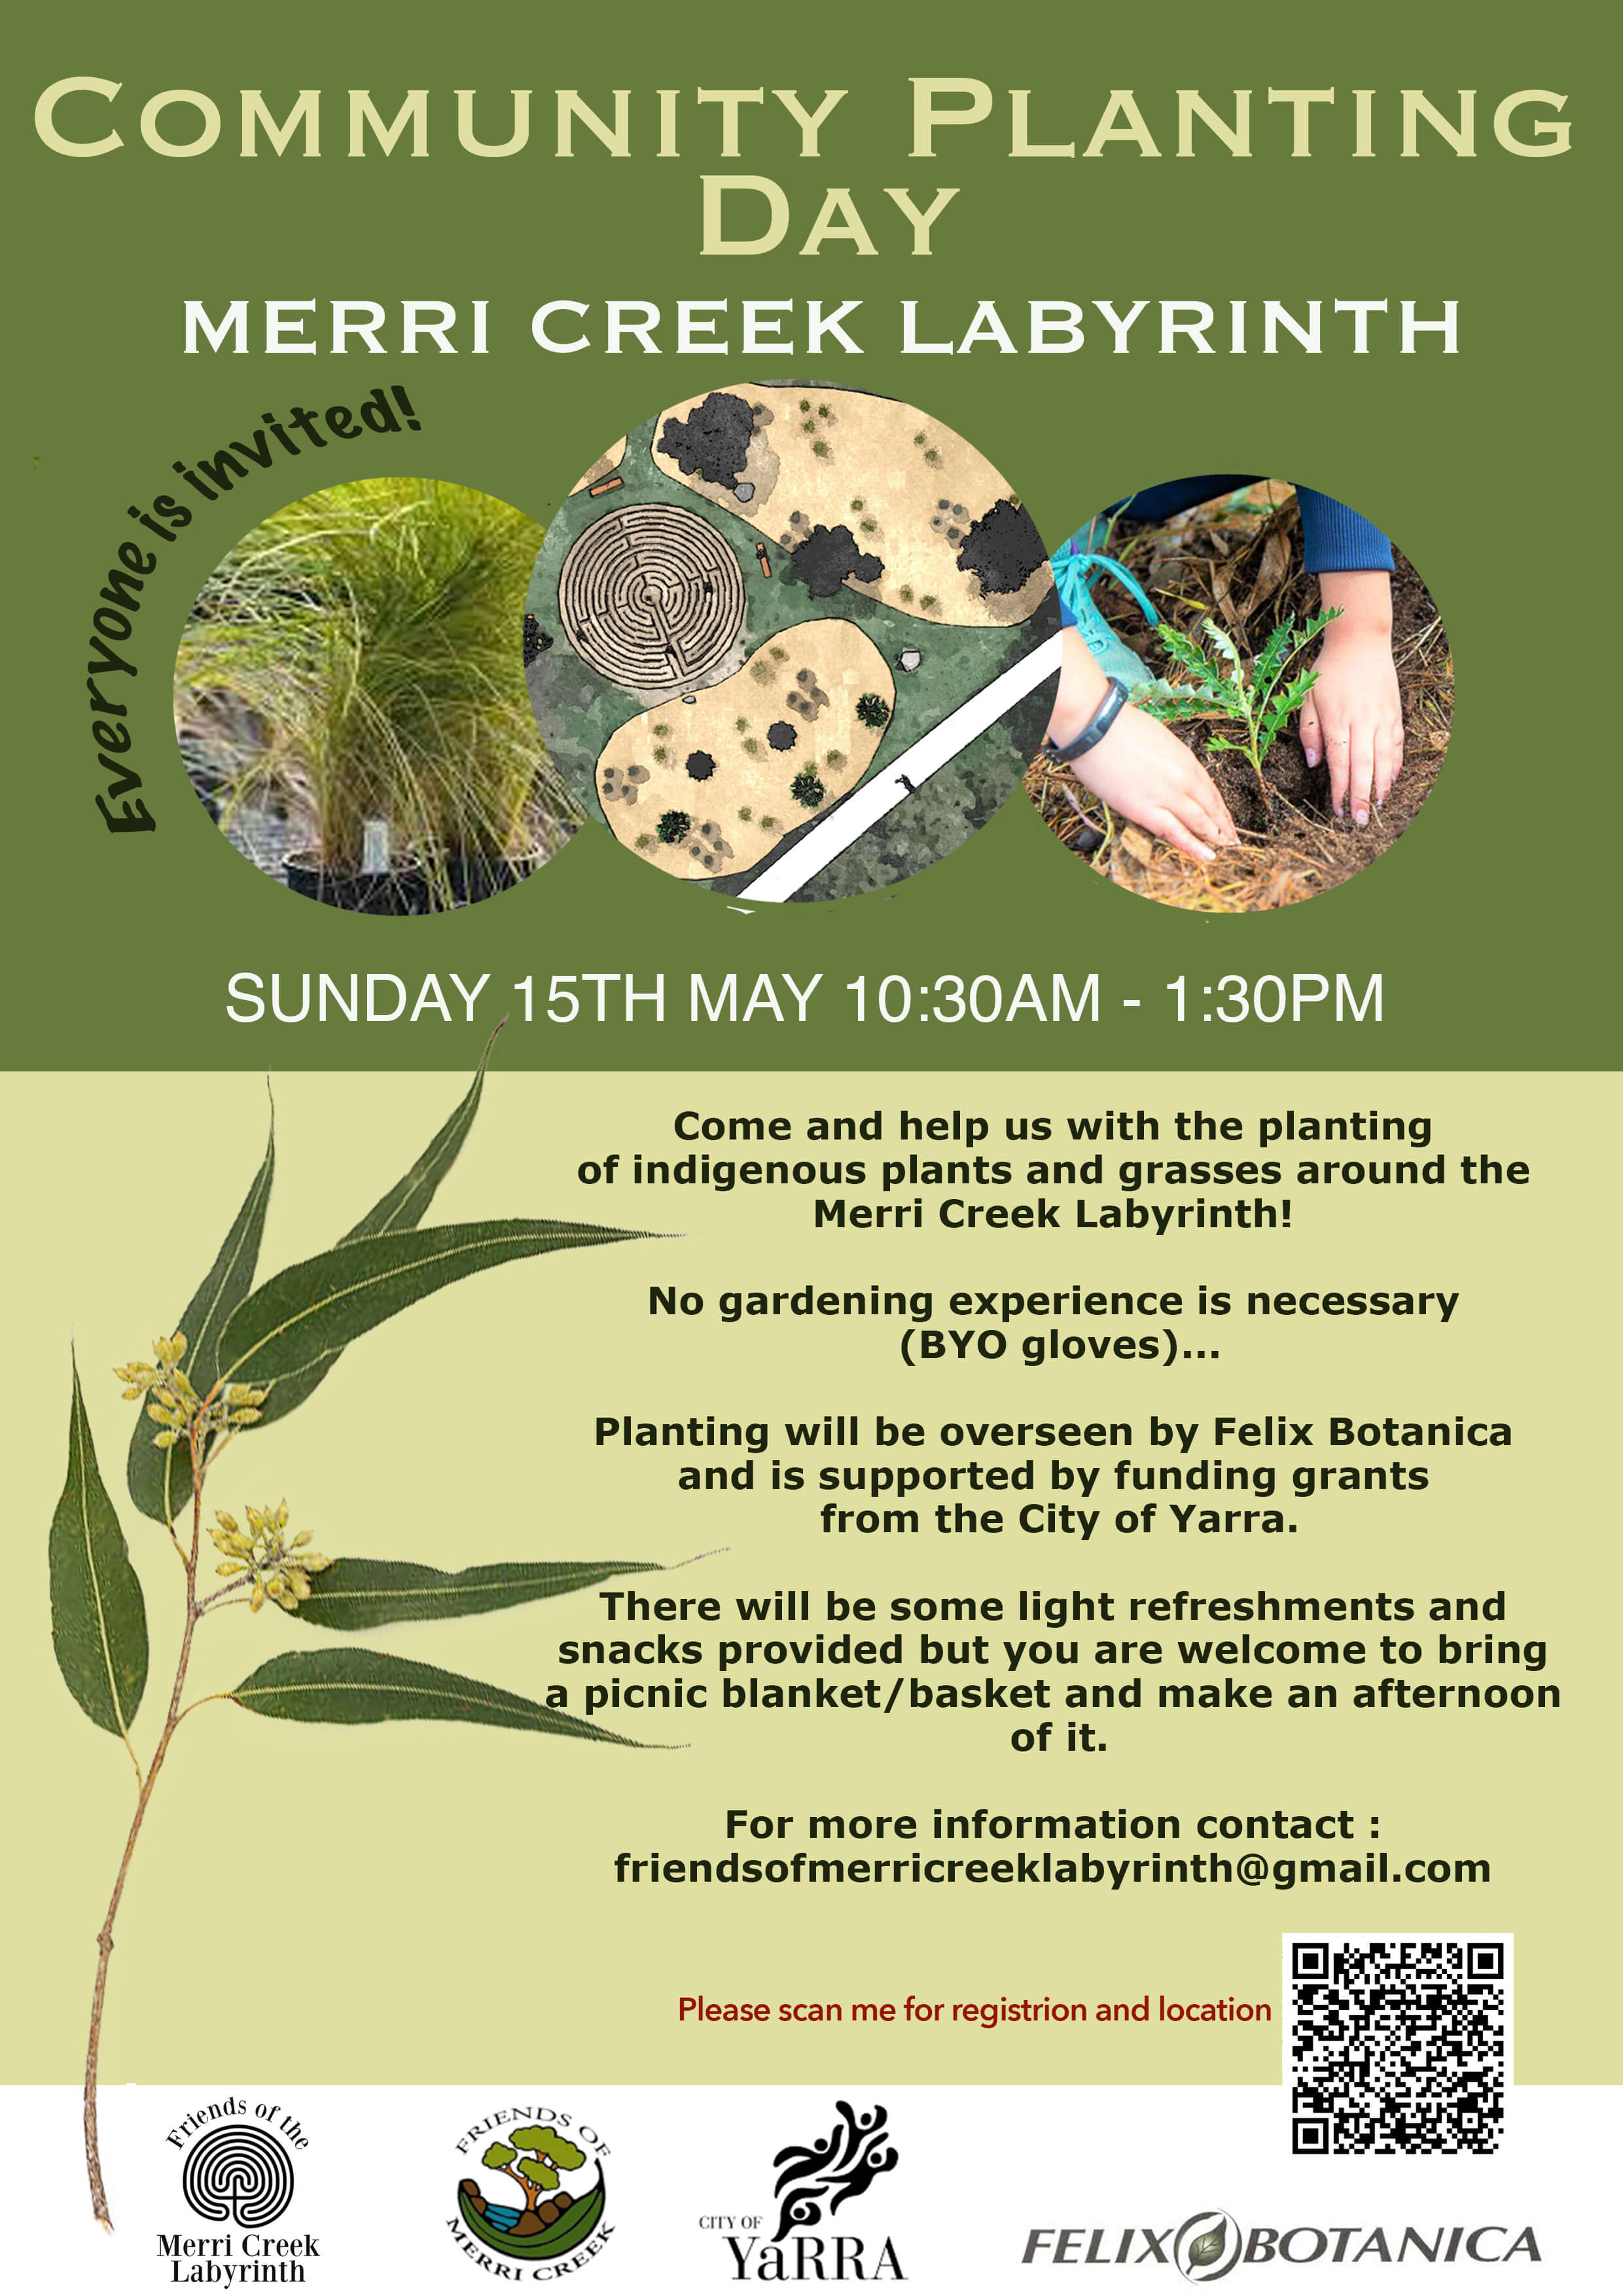 COMMUNITY PLANTING
DAY
MERRI CREEK LABYRINTH
Everyone is invited!
SUNDAY 15TH MAY 10:30AM - 1:30PM
Come and help us with the planting
of indigenous plants and grasses around the
Merri Creek Labyrinth!
No gardening experience is necessary
(BYO gloves)...
Planting will be overseen by Felix Botanica
and is supported by funding grants
from the City of Yarra.
There will be some light refreshments and
snacks provided but you are welcome to bring
a picnic blanket/basket and make an afternoon
of it.
For more information contact :
friendsofmerricreeklabyrinth@gmail.com
Please scan me for registrion and location
Friends of the
Merri Creek
Labyrinth
FRIENDS OF
MERRI CREEK
CITY OF
YaRRA
FELIX BOTANICA